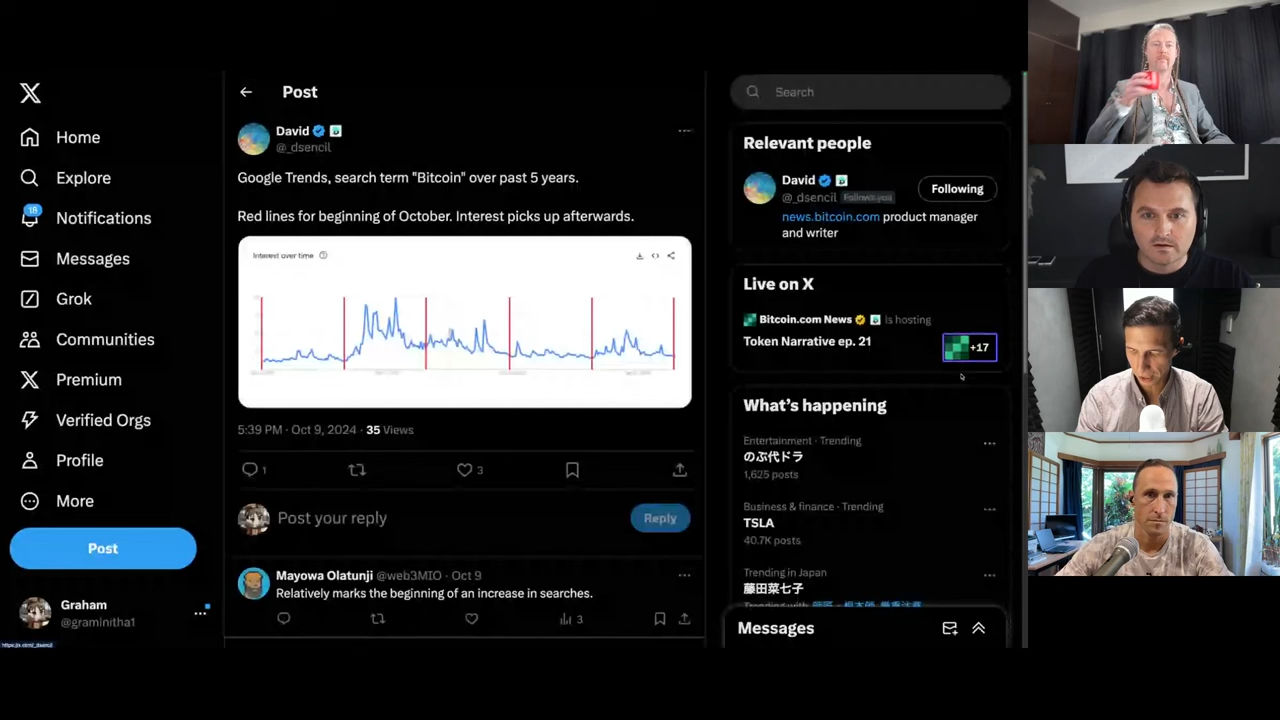 Home
Explore
18
Notifications
Messages
Grok
Communities
Premium
Verified Orgs
Profile
More
Post
Graham
@graminitha1
Post
David
@_dsencil
Google Trends, search term "Bitcoin" over past 5 years.
Red lines for beginning of October. Interest picks up afterwards.
Interest over time
5:39 PM · Oct 9, 2024 · 35 Views
1
3
Post your reply
Reply
Mayowa Olatunji @web3MIO · Oct 9
Relatively marks the beginning of an increase in searches.
3
Search
Relevant people
David
@_dsencil Follows you
Following
news.bitcoin.com product manager
and writer
Live on X
Bitcoin.com News is hosting
Token Narrative ep. 21
+17
What's happening
Entertainment · Trending
のぶ代ドラ
1,625 posts
Business & finance · Trending
TSLA
40.7K posts
Trending in Japan
藤田菜七子
Trending with
Messages